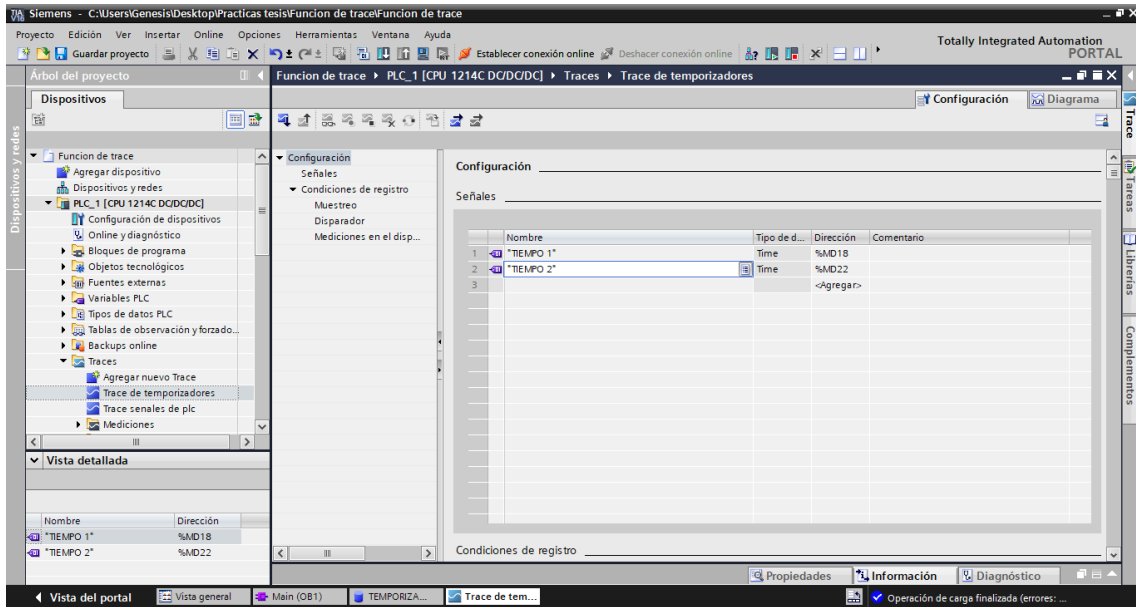 Siemens - C:\Users\Genesis\Desktop\Practicas tesis\Funcion de trace\Funcion de trace
Proyecto Edición Ver Insertar Online Opciones Herramientas Ventana Ayuda
Totally Integrated Automation
PORTAL
Guardar proyecto Establecer conexión online Deshacer conexión online
Árbol del proyecto
Funcion de trace PLC_1 [CPU 1214C DC/DC/DC] Traces Trace de temporizadores
Dispositivos
Configuración Diagrama
Dispositivos y redes
Funcion de trace
Agregar dispositivo
Dispositivos y redes
PLC_1 [CPU 1214C DC/DC/DC]
Configuración de dispositivos
Online y diagnóstico
Bloques de programa
Objetos tecnológicos
Fuentes externas
Variables PLC
Tipos de datos PLC
Tablas de observación y forzado...
Backups online
Traces
Agregar nuevo Trace
Trace de temporizadores
Trace senales de plc
Mediciones
Vista detallada
Nombre Dirección
"TIEMPO 1" %MD18
"TIEMPO 2" %MD22
Configuración
Señales
Condiciones de registro
Muestreo
Disparador
Mediciones en el disp...
Configuración
Señales
Nombre Tipo de d... Dirección Comentario
1 "TIEMPO 1" Time %MD18
2 "TIEMPO 2" Time %MD22
3 <Agregar>
Condiciones de registro
Trace
Tareas
Librerías
Complementos
Propiedades Información Diagnóstico
Vista del portal Vista general Main (OB1) TEMPORIZA... Trace de tem... Operación de carga finalizada (errores: ...